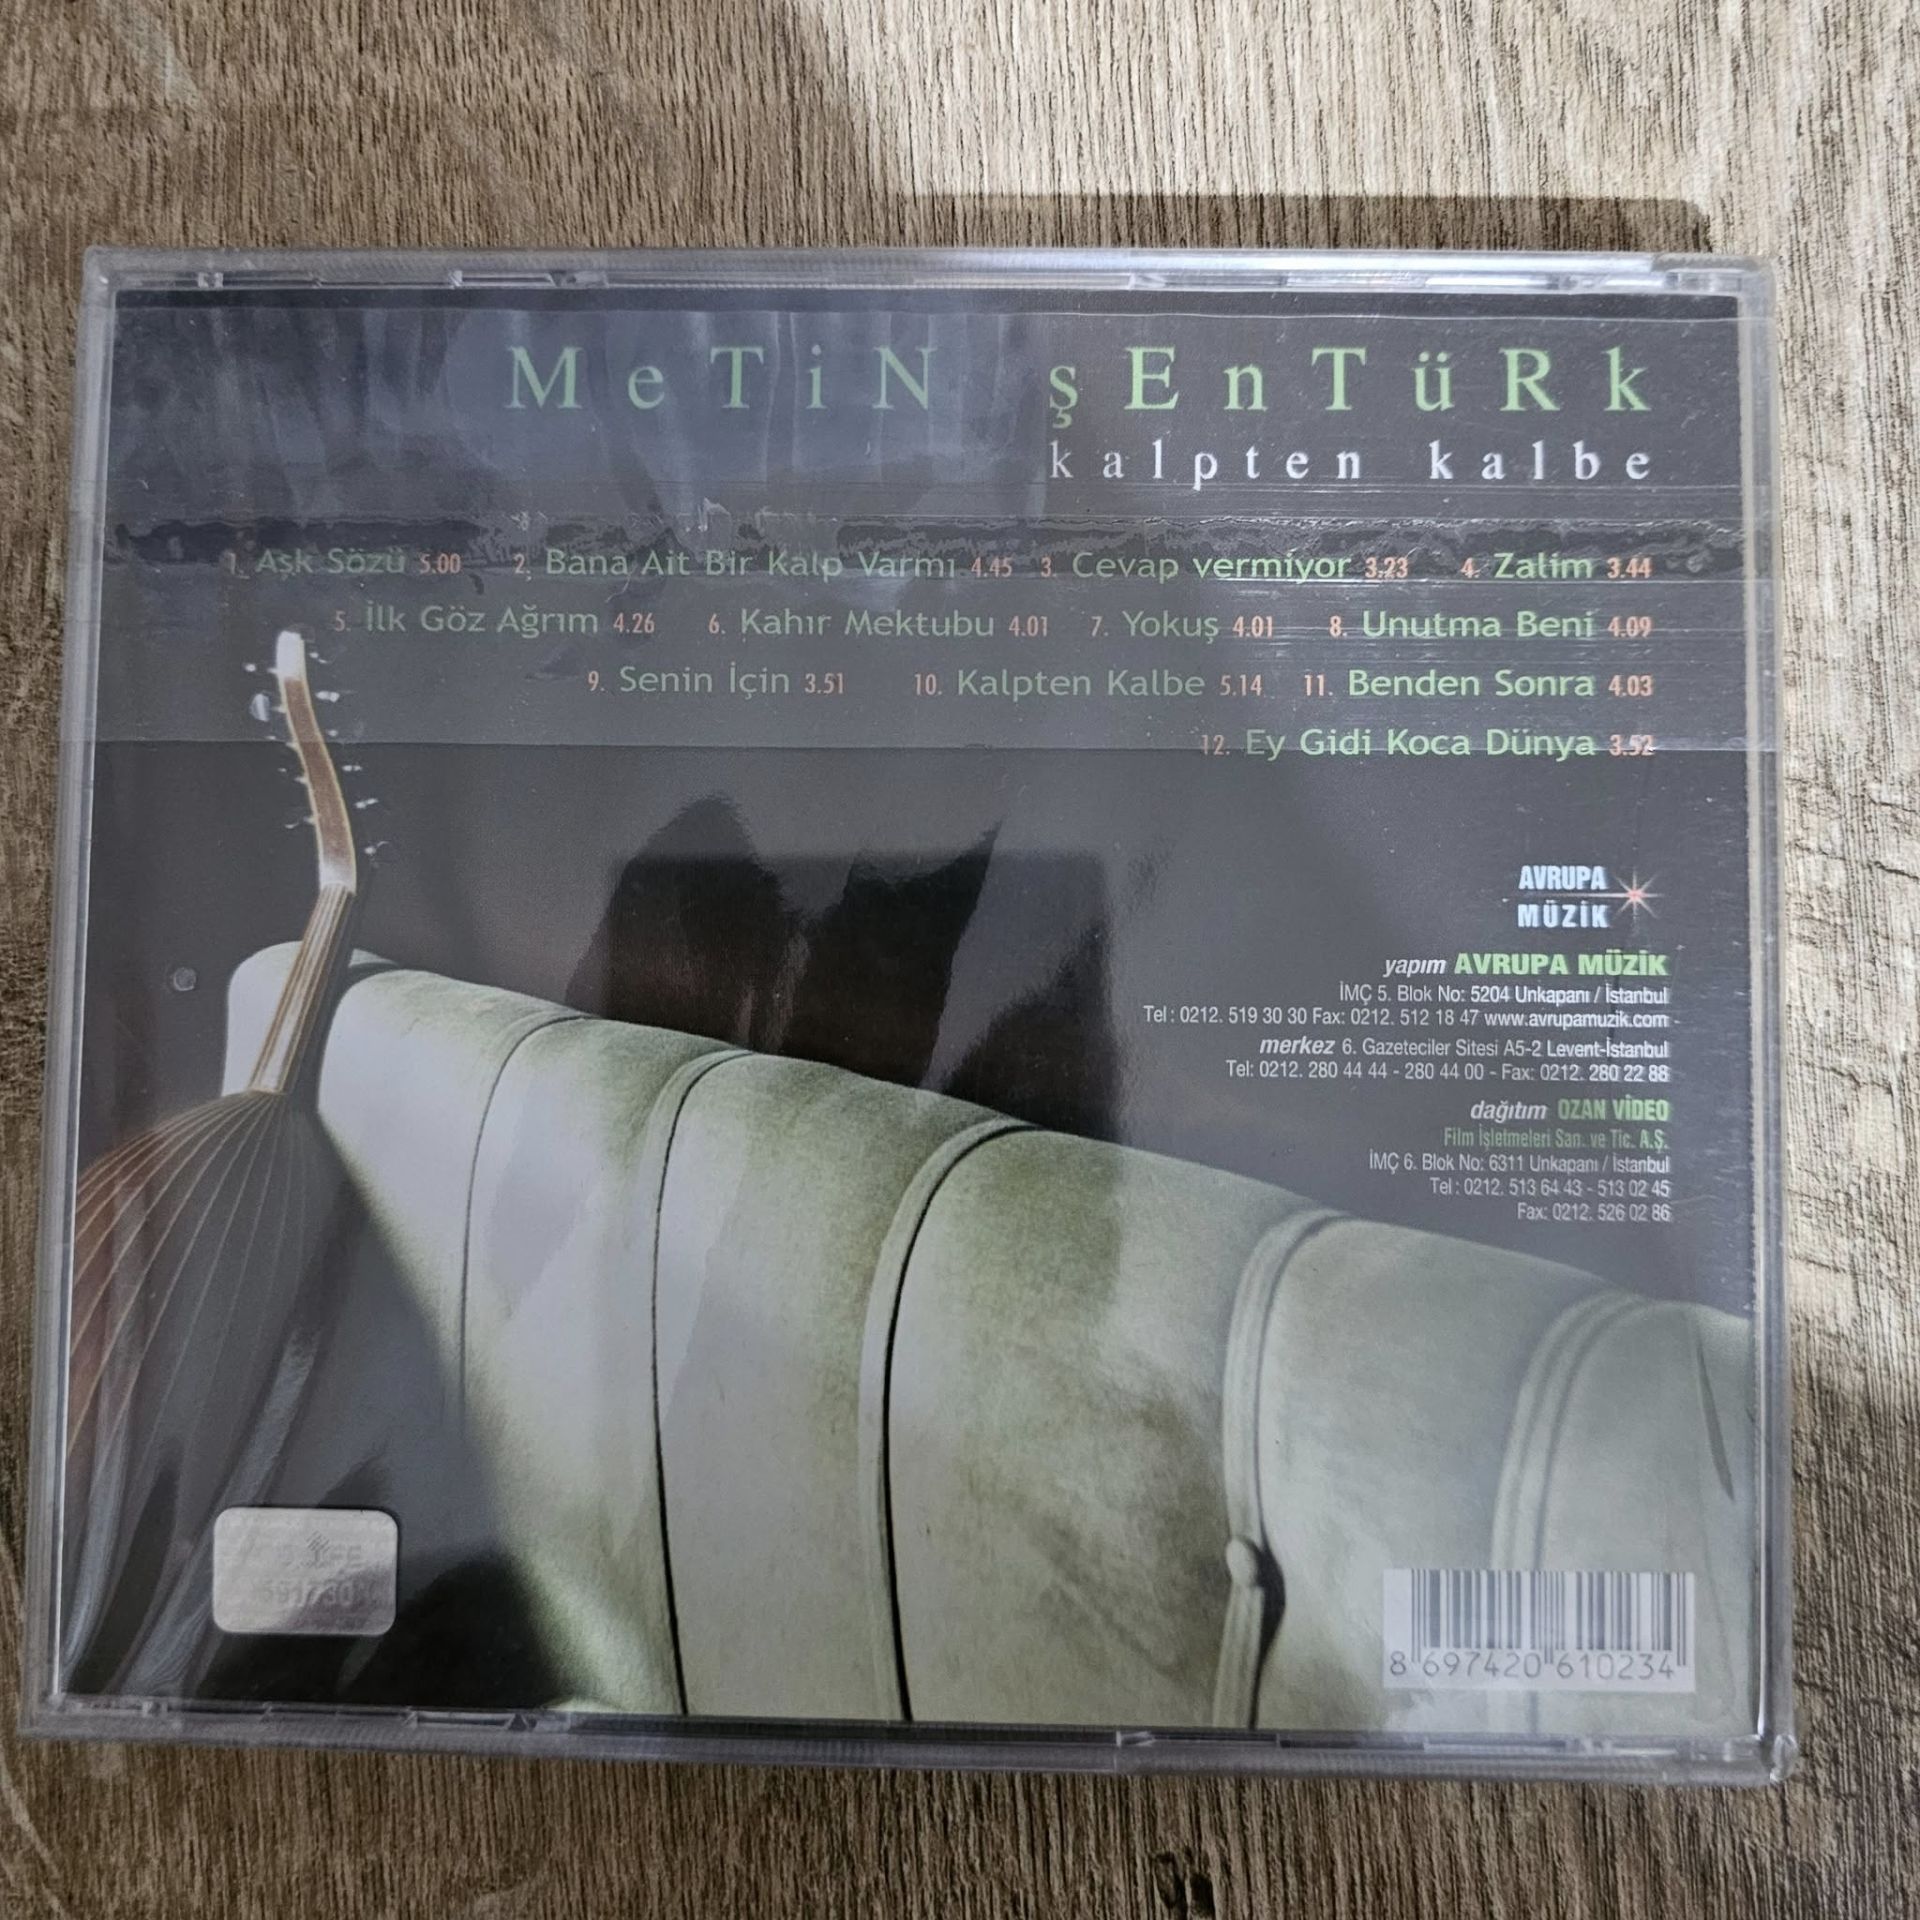 MeTiN şEnTüRk
kalpten kalbe
1. Aşk Sözü 5.00 2. Bana Ait Bir Kalp Varmı 4.45 3. Cevap vermiyor 3.23 4. Zalim 3.44
5. İlk Göz Ağrım 4.26 6. Kahır Mektubu 4.01 7. Yokuş 4.01 8. Unutma Beni 4.09
9. Senin İçin 3.51 10. Kalpten Kalbe 5.14 11. Benden Sonra 4.03
12. Ey Gidi Koca Dünya 3.52
AVRUPA
MÜZİK
yapım AVRUPA MÜZİK
İMÇ 5. Blok No: 5204 Unkapanı / İstanbul
Tel : 0212. 519 30 30 Fax: 0212. 512 18 47 www.avrupamuzik.com
merkez 6. Gazeteciler Sitesi A5-2 Levent-İstanbul
Tel: 0212. 280 44 44 - 280 44 00 - Fax: 0212. 280 22 88
dağıtım OZAN VİDEO
Film İşletmeleri San. ve Tic. A.Ş.
İMÇ 6. Blok No: 6311 Unkapanı / İstanbul
Tel : 0212. 513 64 43 - 513 02 45
Fax: 0212. 526 02 86
8 697420 610234